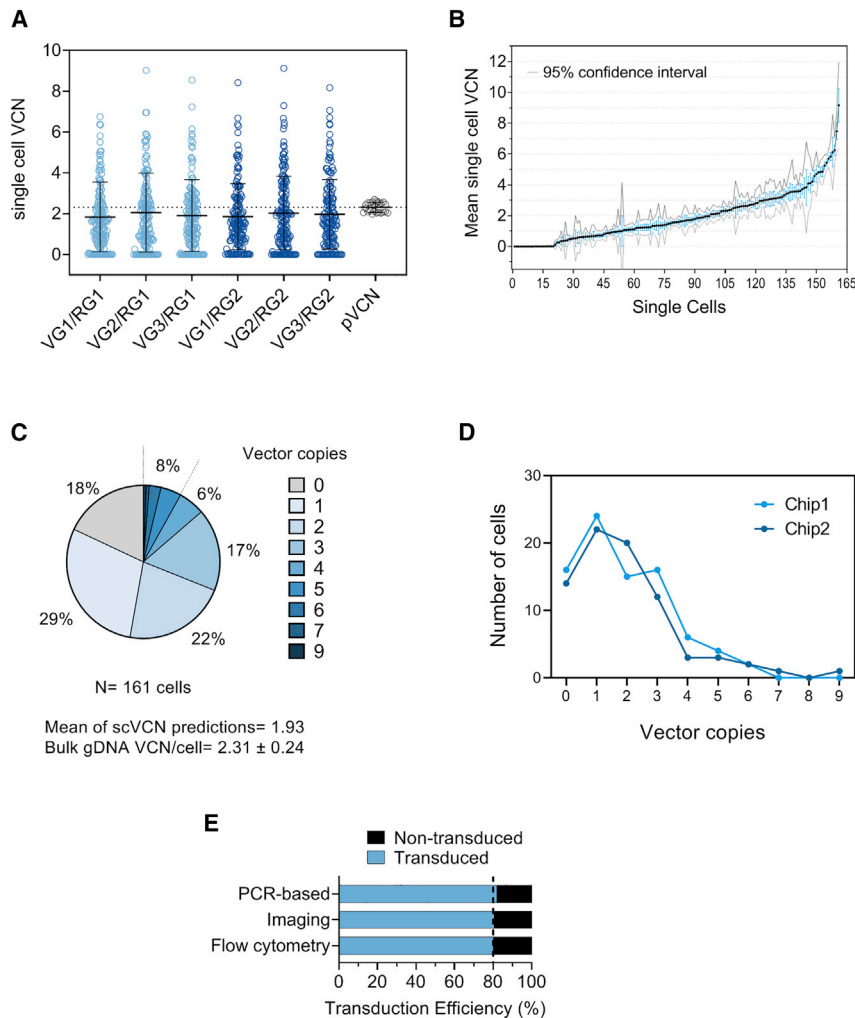 A
single cell VCN
10
8
6
4
2
0
VG1/RG1
VG2/RG1
VG3/RG1
VG1/RG2
VG2/RG2
VG3/RG2
pVCN
B
Mean single cell VCN
12
10
8
6
4
2
0
95% confidence interval
0 15 30 45 60 75 90 105 120 135 150 165
Single Cells
C
8%
6%
17%
22%
29%
18%
Vector copies
0
1
2
3
4
5
6
7
9
N= 161 cells
Mean of scVCN predictions= 1.93
Bulk gDNA VCN/cell= 2.31 ± 0.24
D
Number of cells
30
20
10
0
Chip1
Chip2
0 1 2 3 4 5 6 7 8 9
Vector copies
E
Non-transduced
Transduced
PCR-based
Imaging
Flow cytometry
0 20 40 60 80 100
Transduction Efficiency (%)